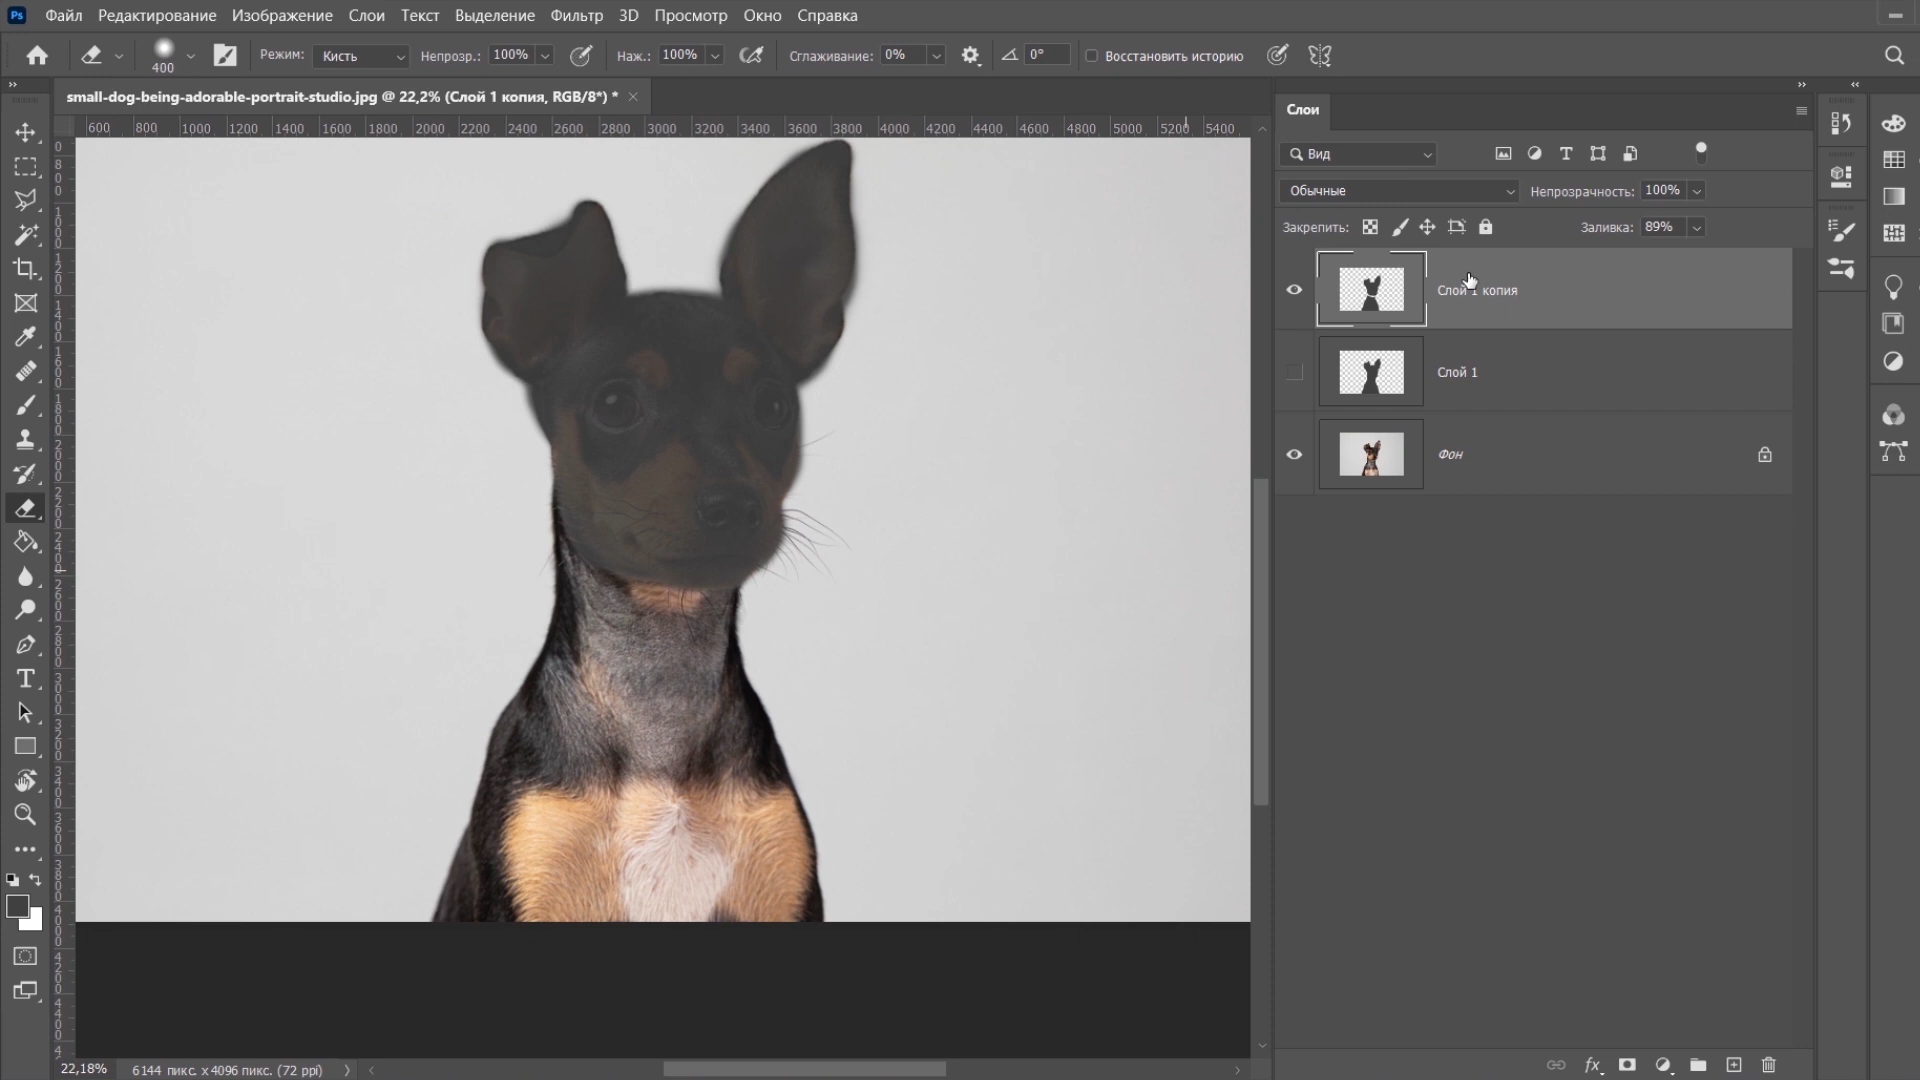 Ps Файл Редактирование Изображение Слои Текст Выделение Фильтр 3D Просмотр Окно Справка
400 Режим: Кисть Непрозр.: 100% Наж.: 100% Сглаживание: 0% 0° Восстановить историю
small-dog-being-adorable-portrait-studio.jpg @ 22,2% (Слой 1 копия, RGB/8*) *
600 800 1000 1200 1400 1600 1800 2000 2200 2400 2600 2800 3000 3200 3400 3600 3800 4000 4200 4400 4600 4800 5000 5200 5400
Слои
Вид
Обычные Непрозрачность: 100%
Закрепить: Заливка: 89%
Слой 1 копия
Слой 1
Фон
22,18% 6144 пикс. x 4096 пикс. (72 ppi)
fx